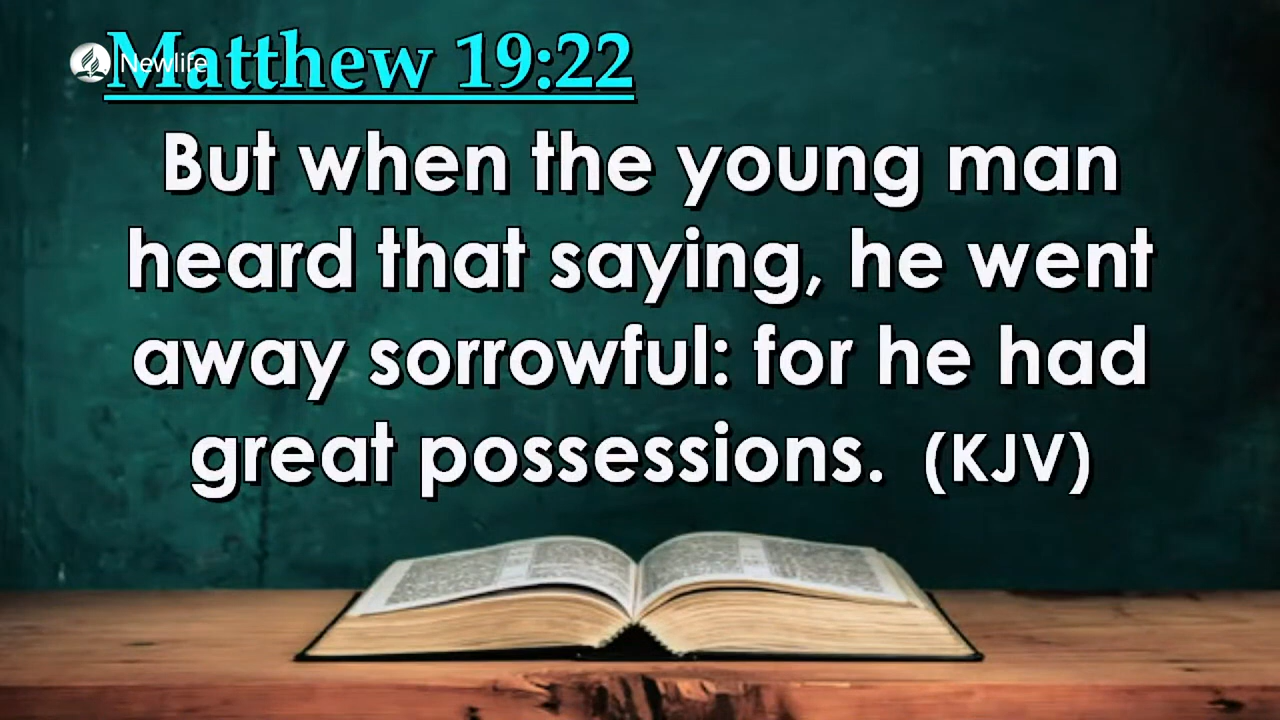 Matthew 19:22
Newlife
But when the young man
heard that saying, he went
away sorrowful: for he had
great possessions. (KJV)